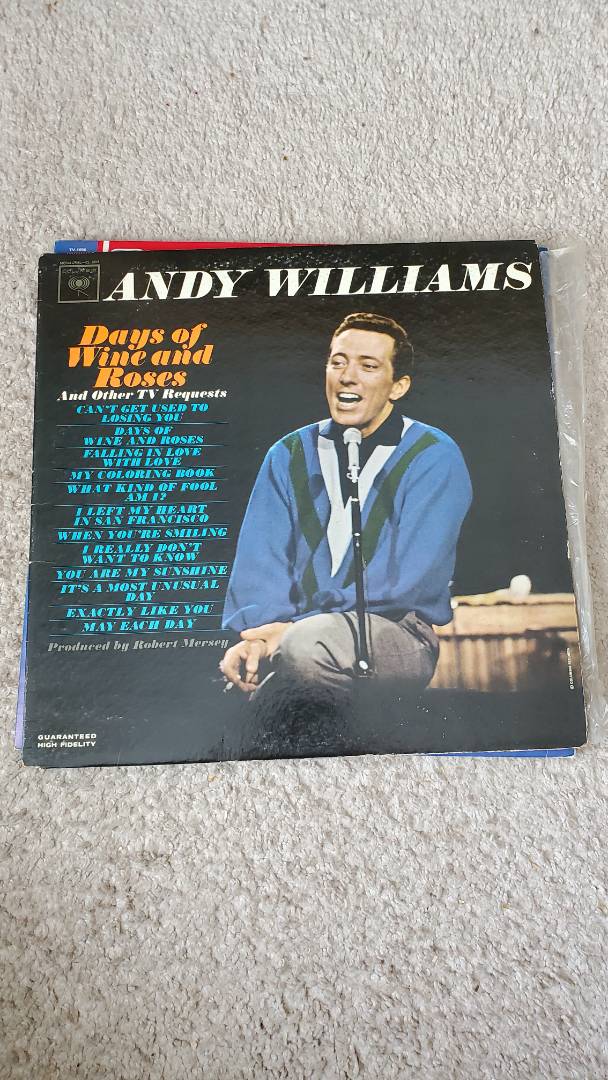 ANDY WILLIAMS
Days of
Wine and
Roses
And Other TV Requests
CAN'T GET USED TO
LOSING YOU
DAYS OF
WINE AND ROSES
FALLING IN LOVE
WITH LOVE
MY COLORING BOOK
WHAT KIND OF FOOL
AM I?
I LEFT MY HEART
IN SAN FRANCISCO
WHEN YOU'RE SMILING
I REALLY DON'T
WANT TO KNOW
YOU ARE MY SUNSHINE
IT'S A MOST UNUSUAL
DAY
EXACTLY LIKE YOU
MAY EACH DAY
Produced by Robert Mersey
GUARANTEED
HIGH FIDELITY